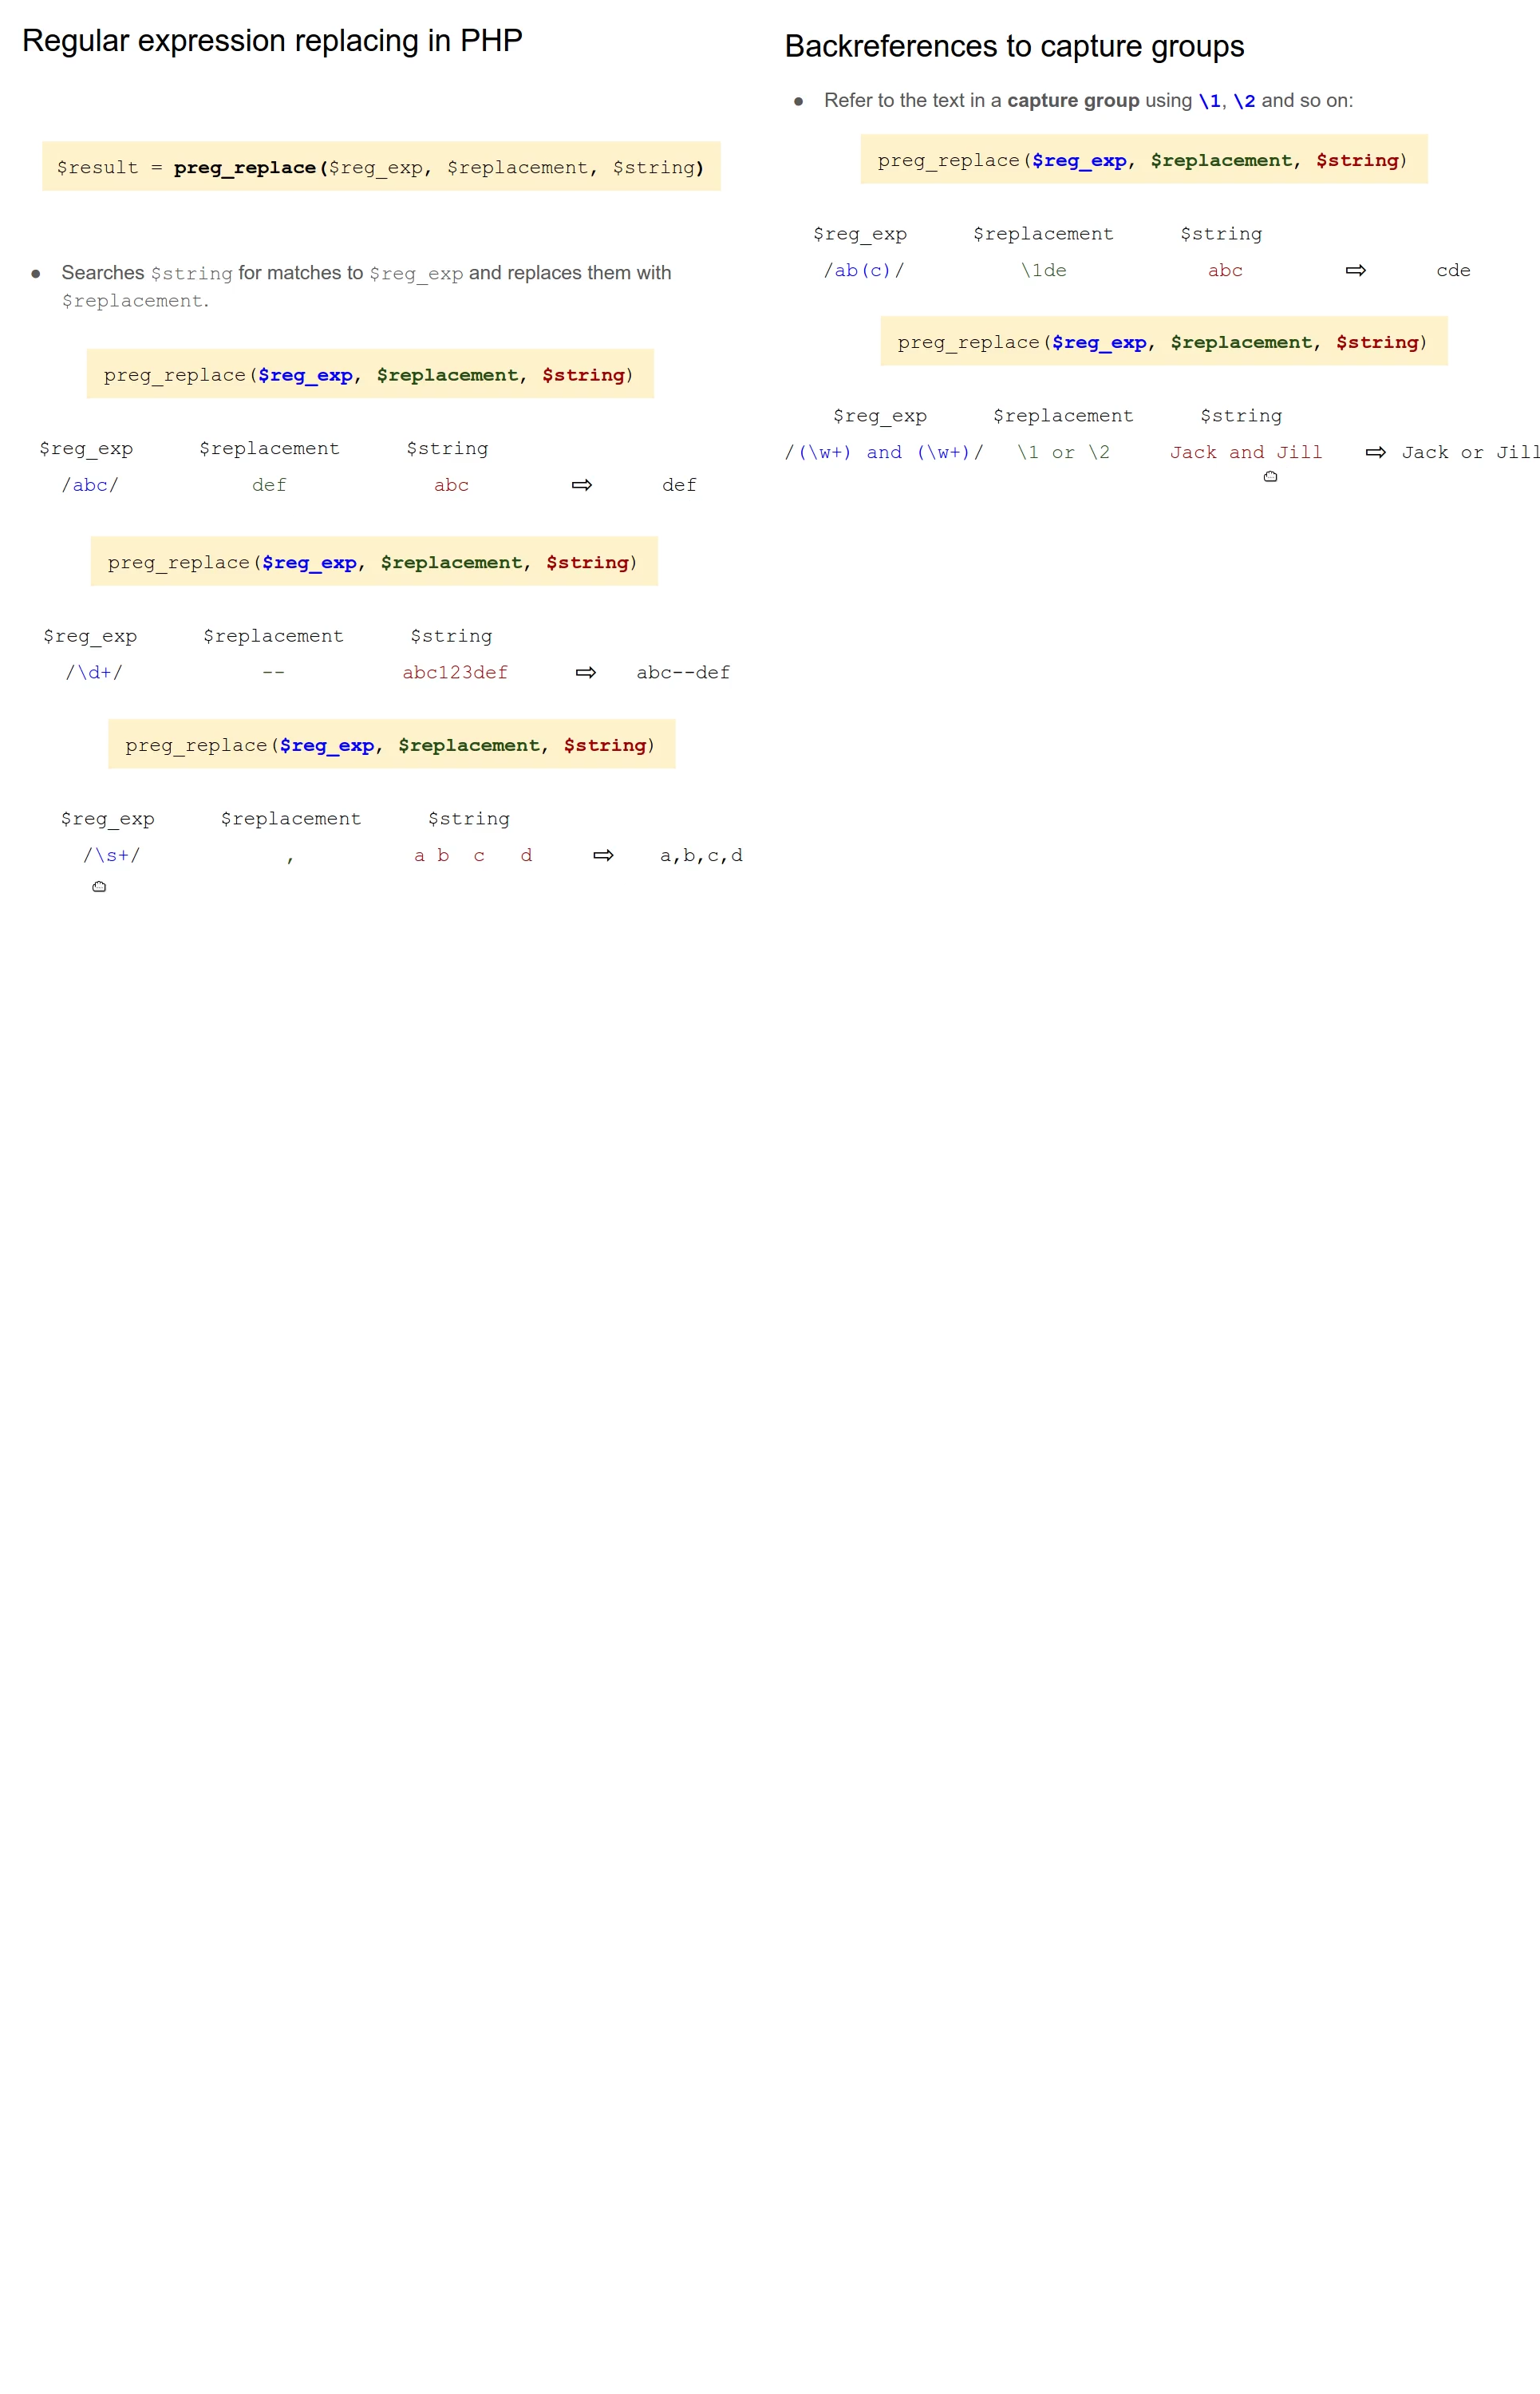 Regular expression replacing in PHP
$result = preg_replace($reg_exp, $replacement, $string)
● Searches $string for matches to $reg_exp and replaces them with
$replacement.
preg_replace($reg_exp, $replacement, $string)
$reg_exp $replacement $string
/abc/ def abc ⇨ def
preg_replace($reg_exp, $replacement, $string)
$reg_exp $replacement $string
/\d+/ -- abc123def ⇨ abc--def
preg_replace($reg_exp, $replacement, $string)
$reg_exp $replacement $string
/\s+/ , a b  c   d ⇨ a,b,c,d
Backreferences to capture groups
● Refer to the text in a capture group using \1, \2 and so on:
preg_replace($reg_exp, $replacement, $string)
$reg_exp $replacement $string
/ab(c)/ \1de abc ⇨ cde
preg_replace($reg_exp, $replacement, $string)
$reg_exp $replacement $string
/(\w+) and (\w+)/ \1 or \2 Jack and Jill ⇨ Jack or Jill